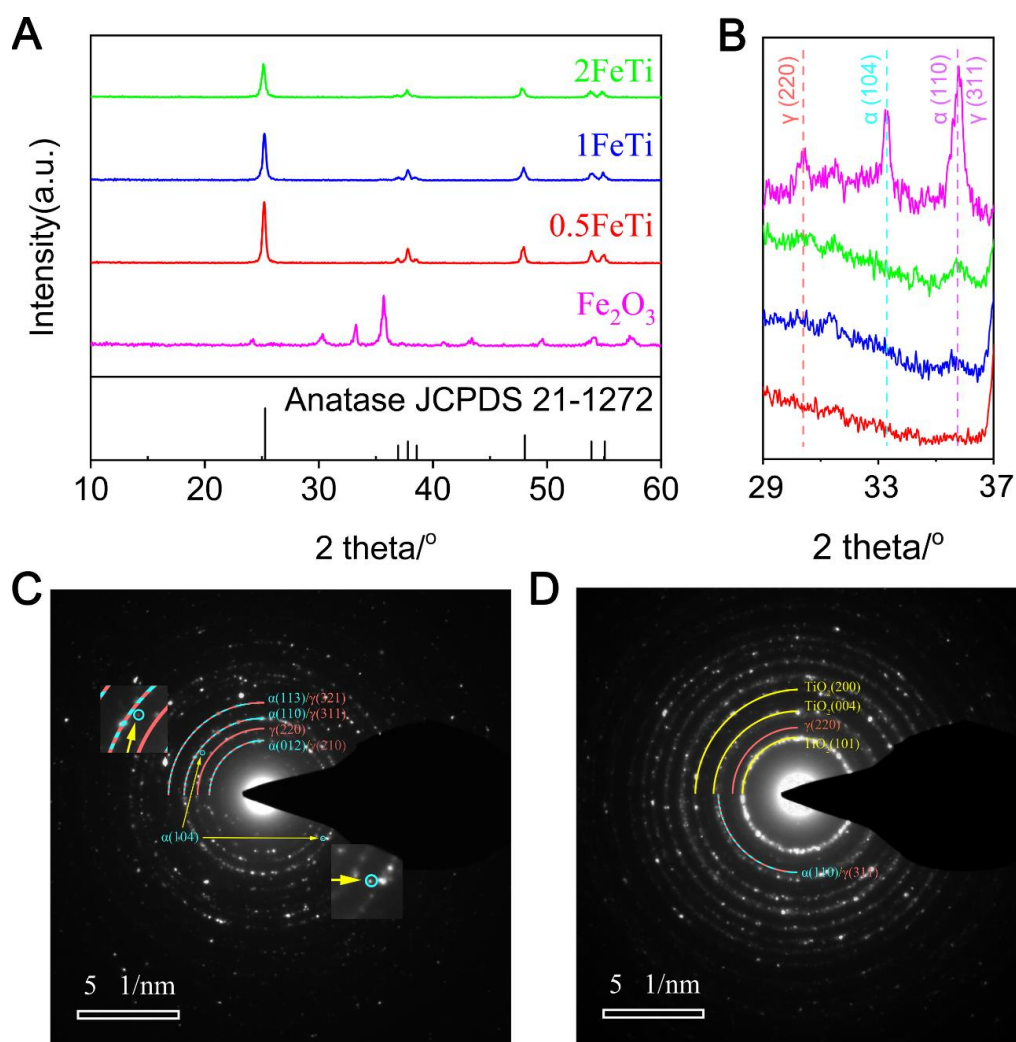 A
2FeTi
1FeTi
0.5FeTi
Fe₂O₃
Intensity(a.u.)
Anatase JCPDS 21-1272
10 20 30 40 50 60
2 theta/°
B
γ (220)
α (104)
α (110)
γ (311)
29 33 37
2 theta/°
C
α(113)/γ(321)
α(110)/γ(311)
γ(220)
α(012)/γ(210)
α(104)
5 1/nm
D
TiO₂(200)
TiO₂(004)
γ(220)
TiO₂(101)
α(110)/γ(311)
5 1/nm